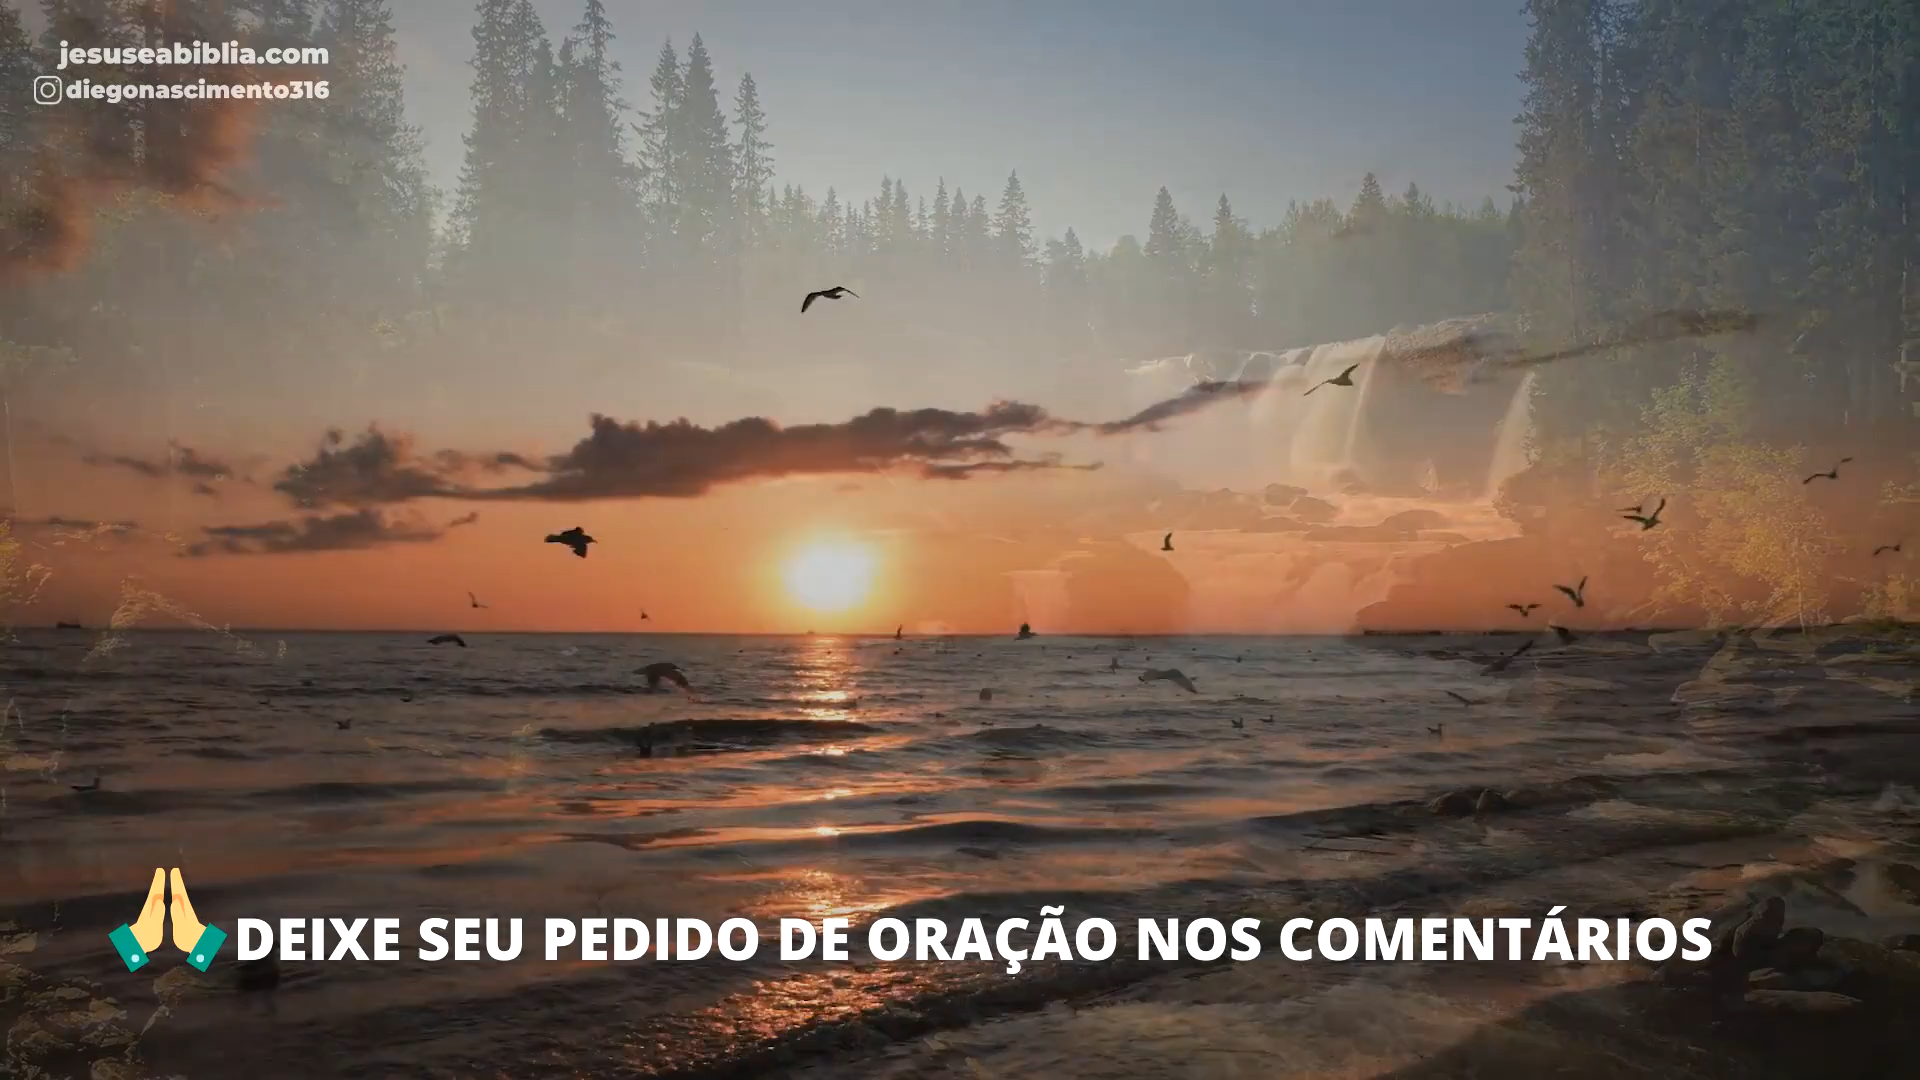 jesuseabiblia.com
diegonascimento316
DEIXE SEU PEDIDO DE ORAÇÃO NOS COMENTÁRIOS